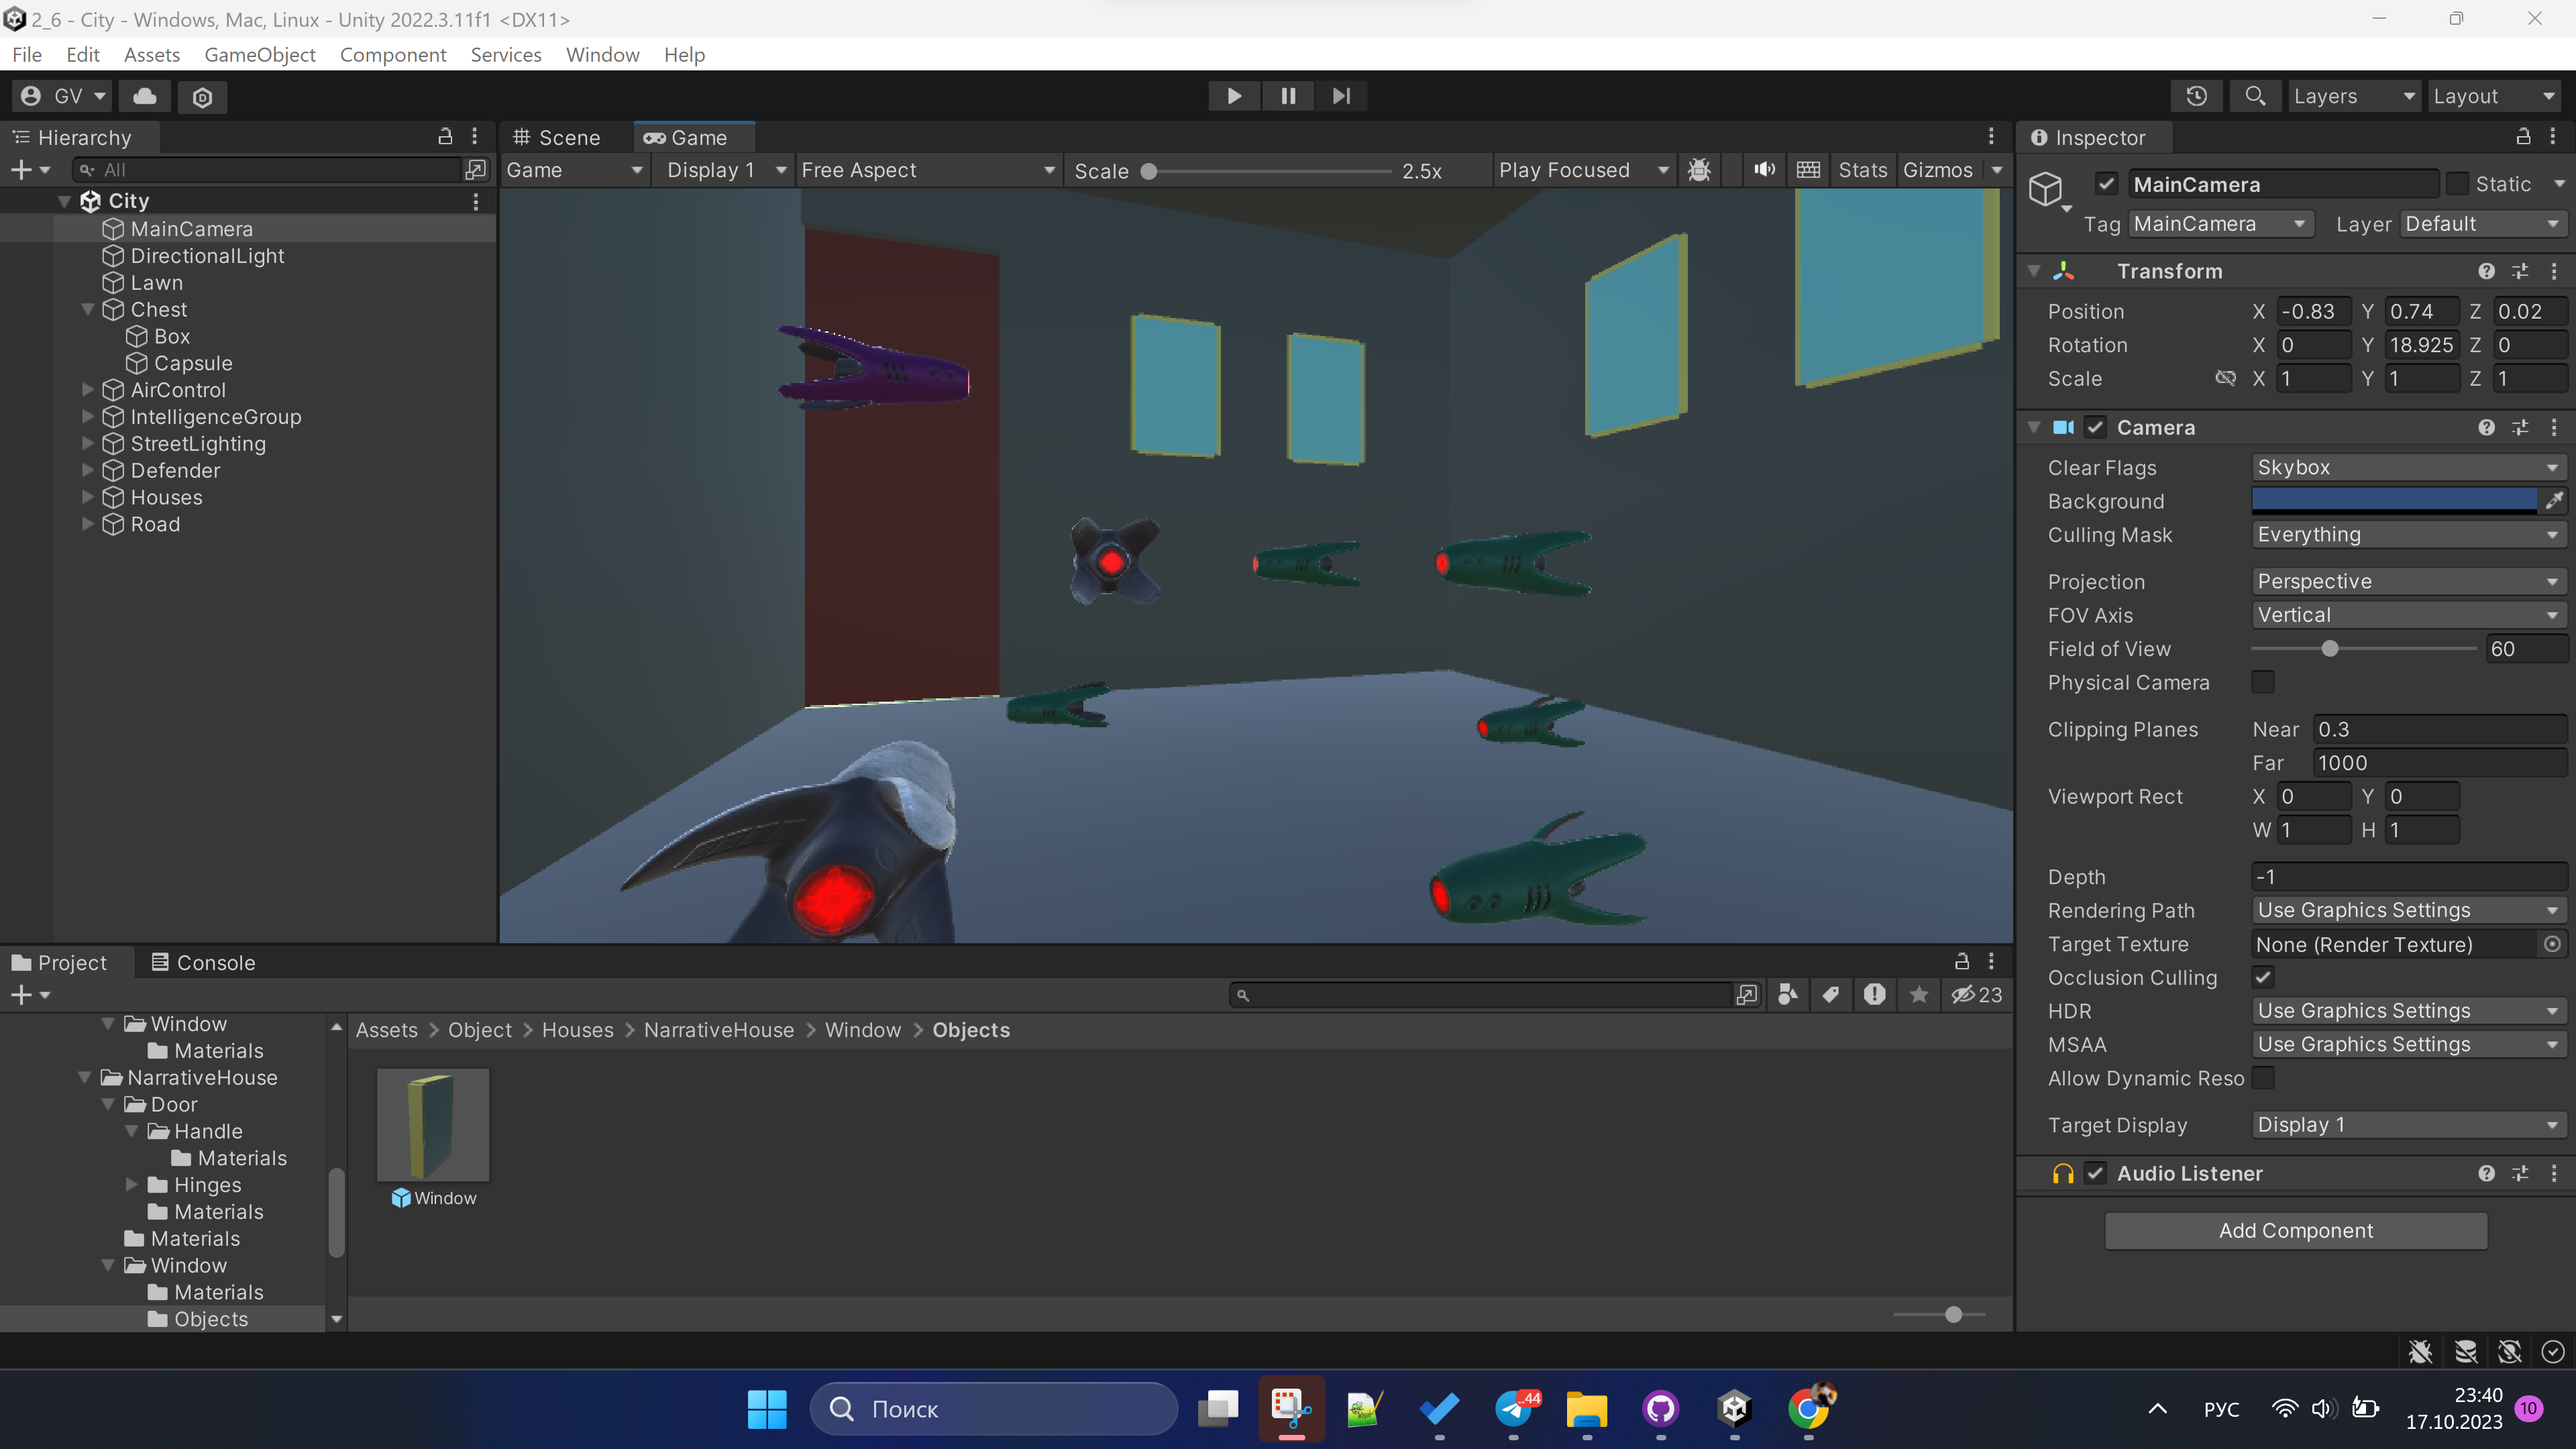 2_6 - City - Windows, Mac, Linux - Unity 2022.3.11f1 <DX11>
File Edit Assets GameObject Component Services Window Help
GV Layers Layout
Hierarchy
All
City
MainCamera
DirectionalLight
Lawn
Chest
Box
Capsule
AirControl
IntelligenceGroup
StreetLighting
Defender
Houses
Road
Scene Game
Game Display 1 Free Aspect Scale 2.5x Play Focused Stats Gizmos
Inspector
MainCamera Static
Tag MainCamera Layer Default
Transform
Position X -0.83 Y 0.74 Z 0.02
Rotation X 0 Y 18.925 Z 0
Scale X 1 Y 1 Z 1
Camera
Clear Flags Skybox
Background
Culling Mask Everything
Projection Perspective
FOV Axis Vertical
Field of View 60
Physical Camera
Clipping Planes Near 0.3
Far 1000
Viewport Rect X 0 Y 0
W 1 H 1
Depth -1
Rendering Path Use Graphics Settings
Target Texture None (Render Texture)
Occlusion Culling
HDR Use Graphics Settings
MSAA Use Graphics Settings
Allow Dynamic Reso
Target Display Display 1
Audio Listener
Add Component
Project Console
23
Window
Materials
NarrativeHouse
Door
Handle
Materials
Hinges
Materials
Materials
Window
Materials
Objects
Assets > Object > Houses > NarrativeHouse > Window > Objects
Window
Поиск
..44
РУС
23:40
17.10.2023
10